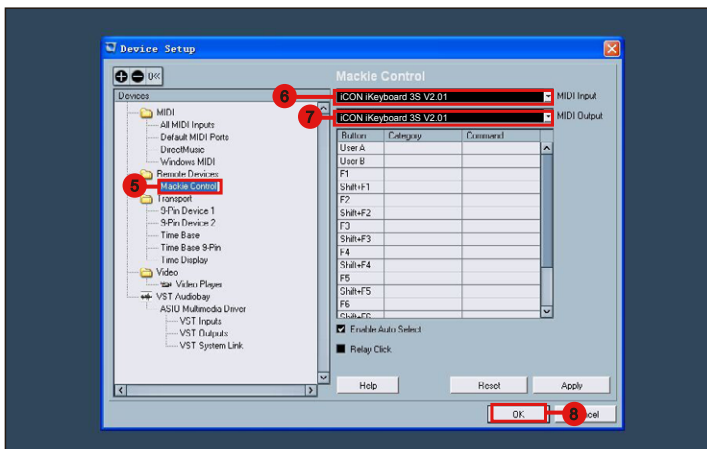 Device Setup
0«
Devices
MIDI
All MIDI Inputs
Default MIDI Ports
DirectMusic
Windows MIDI
Remote Devices
5
Mackie Control
Transport
9-Pin Device 1
9-Pin Device 2
Time Base
Time Base 9-Pin
Time Display
Video
Video Player
VST Audiobay
ASIO Multimedia Driver
VST Inputs
VST Outputs
VST System Link
Mackie Control
6
iCON iKeyboard 3S V2.01
MIDI Input
7
iCON iKeyboard 3S V2.01
MIDI Output
Button Category Command
User A
User B
F1
Shift+F1
F2
Shift+F2
F3
Shift+F3
F4
Shift+F4
F5
Shift+F5
F6
Shift+F6
Enable Auto Select
Relay Click
Help Reset Apply
OK 8 cel